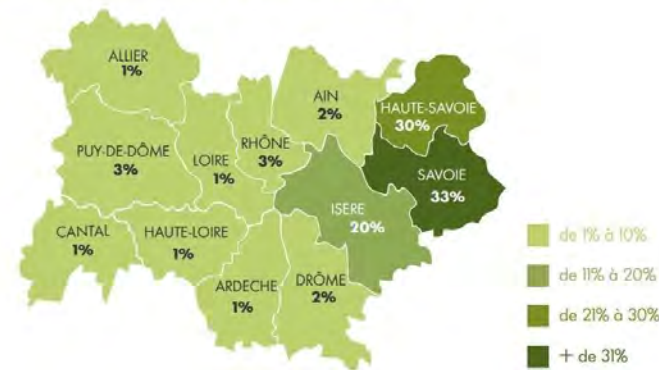 ALLIER
1%
AIN
2%
HAUTE-SAVOIE
30%
PUY-DE-DÔME
3%
LOIRE
1%
RHÔNE
3%
SAVOIE
33%
ISERE
20%
CANTAL
1%
HAUTE-LOIRE
1%
ARDECHE
1%
DRÔME
2%
de 1% à 10%
de 11% à 20%
de 21% à 30%
+ de 31%